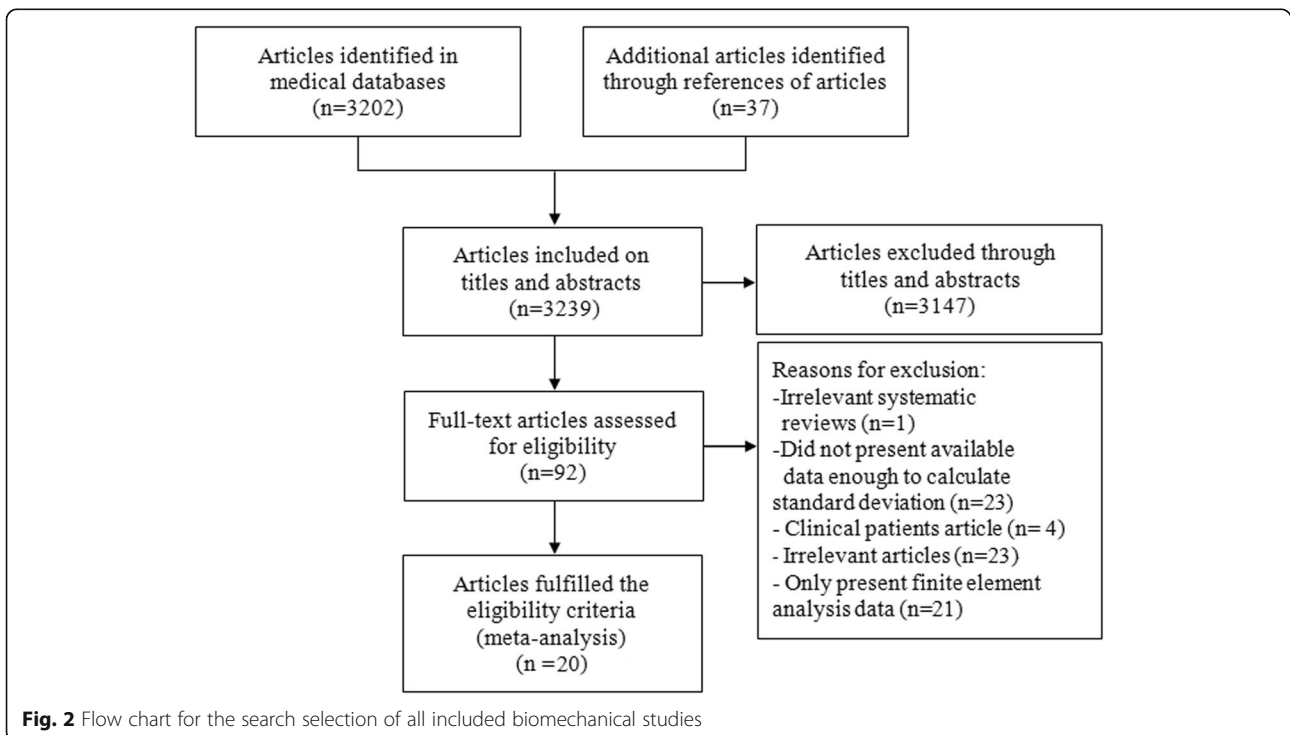 Articles identified in
medical databases
(n=3202)
Additional articles identified
through references of articles
(n=37)
Articles included on
titles and abstracts
(n=3239)
Articles excluded through
titles and abstracts
(n=3147)
Full-text articles assessed
for eligibility
(n=92)
Reasons for exclusion:
-Irrelevant systematic
reviews (n=1)
-Did not present available
data enough to calculate
standard deviation (n=23)
- Clinical patients article (n= 4)
- Irrelevant articles (n=23)
- Only present finite element
analysis data (n=21)
Articles fulfilled the
eligibility criteria
(meta-analysis)
(n =20)
Fig. 2 Flow chart for the search selection of all included biomechanical studies